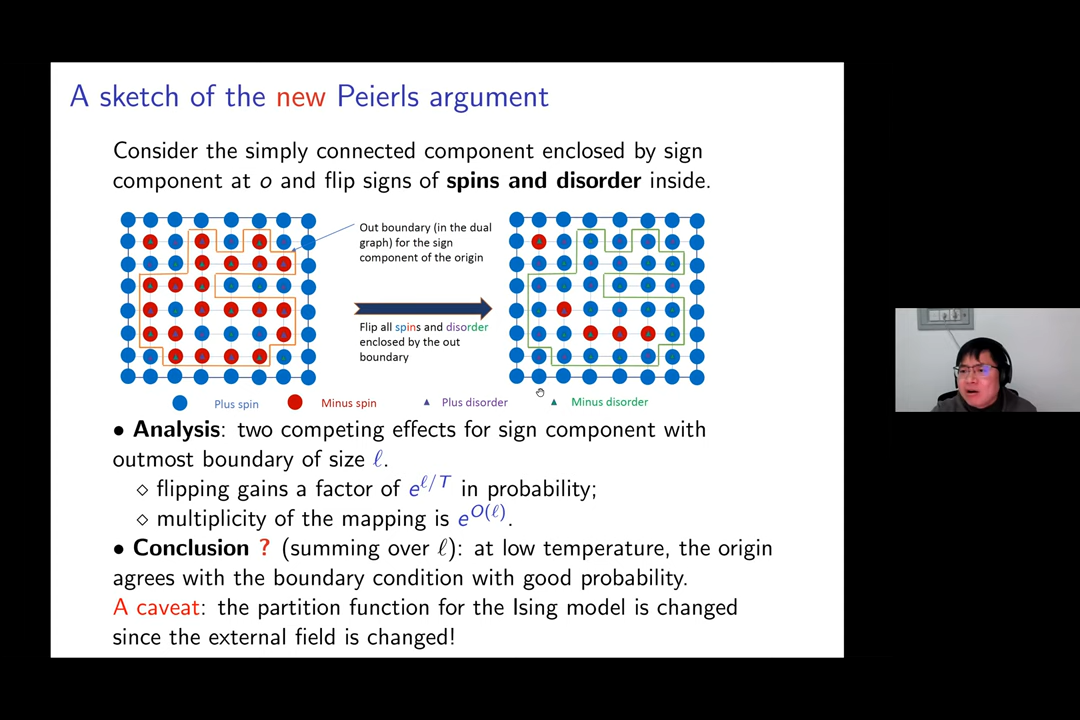 A sketch of the new Peierls argument
Consider the simply connected component enclosed by sign
component at o and flip signs of spins and disorder inside.
Out boundary (in the dual
graph) for the sign
component of the origin
Flip all spins and disorder
enclosed by the out
boundary
Plus spin
Minus spin
Plus disorder
Minus disorder
• Analysis: two competing effects for sign component with
outmost boundary of size ℓ.
⋄ flipping gains a factor of e^{ℓ/T} in probability;
⋄ multiplicity of the mapping is e^{O(ℓ)}.
• Conclusion ? (summing over ℓ): at low temperature, the origin
agrees with the boundary condition with good probability.
A caveat: the partition function for the Ising model is changed
since the external field is changed!